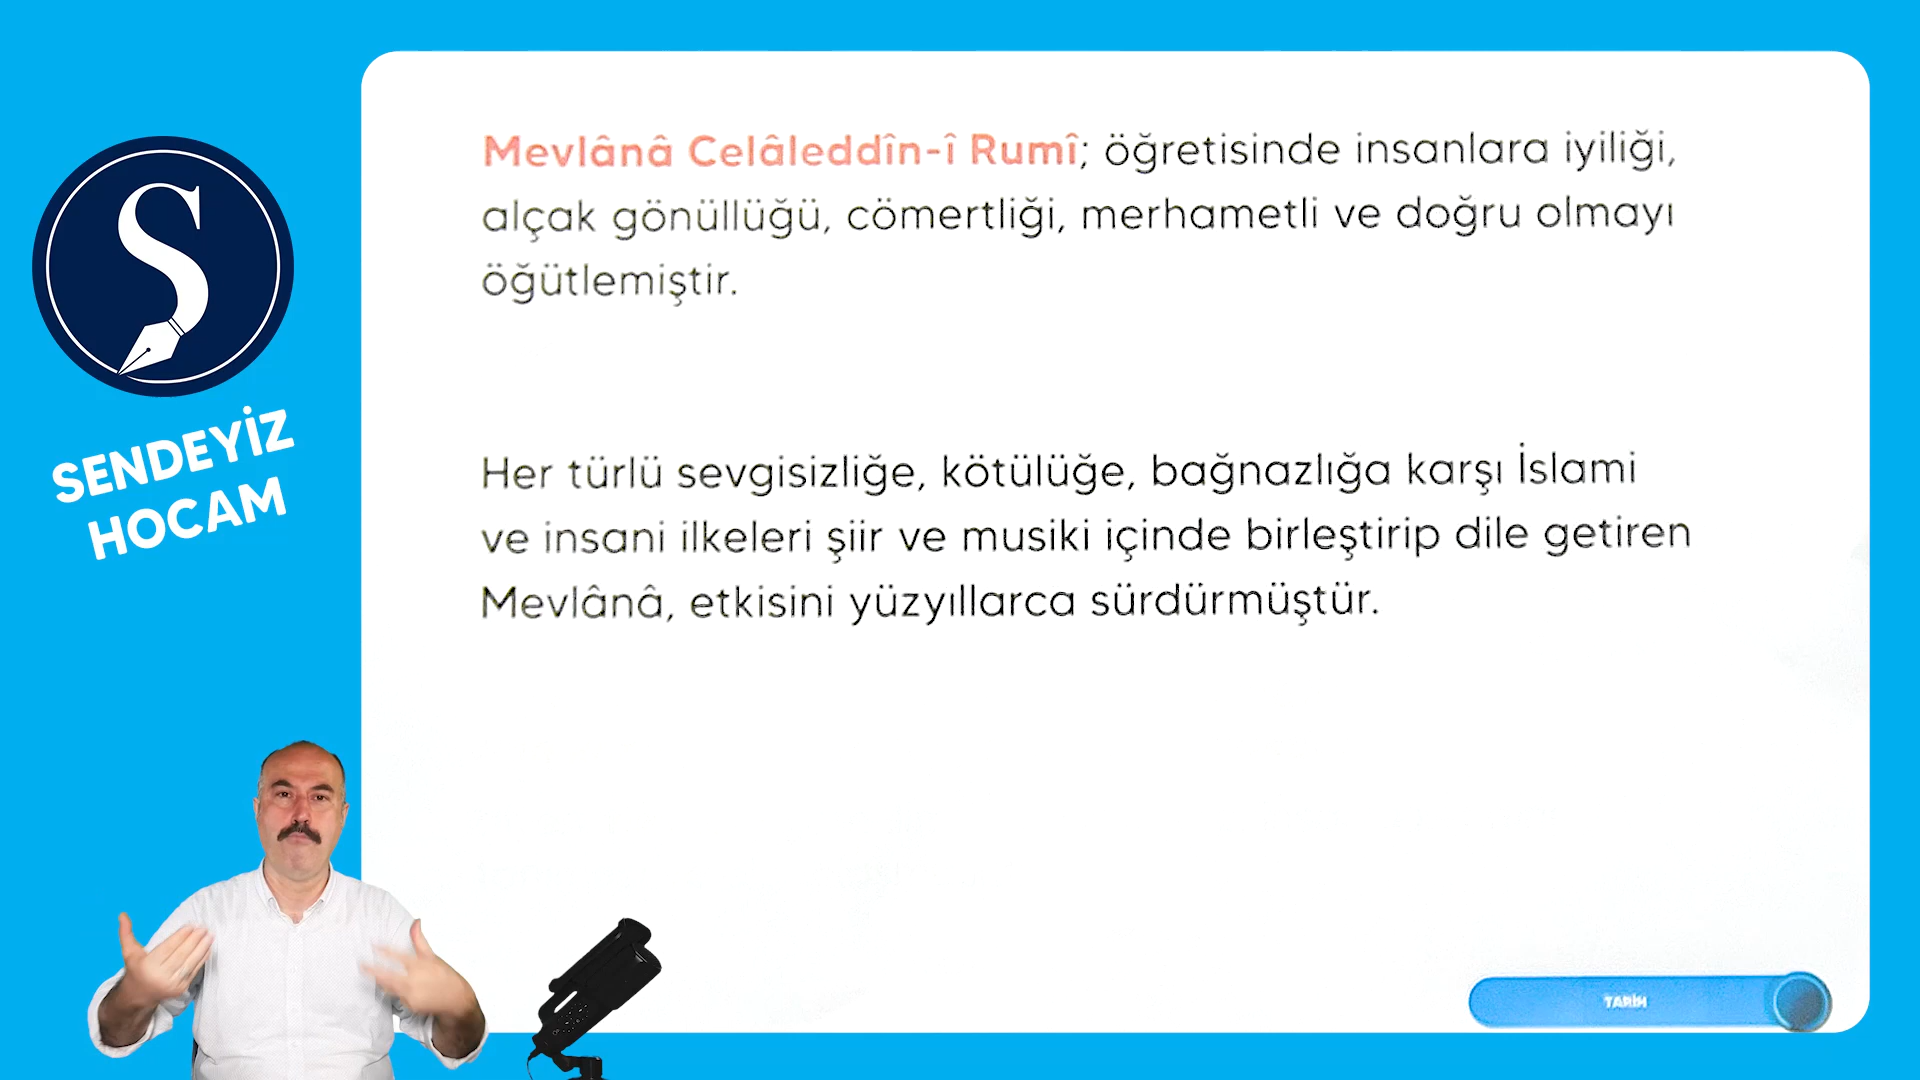 Mevlânâ Celâleddîn-î Rumî; öğretisinde insanlara iyiliği,
alçak gönüllüğü, cömertliği, merhametli ve doğru olmayı
öğütlemiştir.
Her türlü sevgisizliğe, kötülüğe, bağnazlığa karşı İslami
ve insani ilkeleri şiir ve musiki içinde birleştirip dile getiren
Mevlânâ, etkisini yüzyıllarca sürdürmüştür.
SENDEYİZ
HOCAM
TARİH